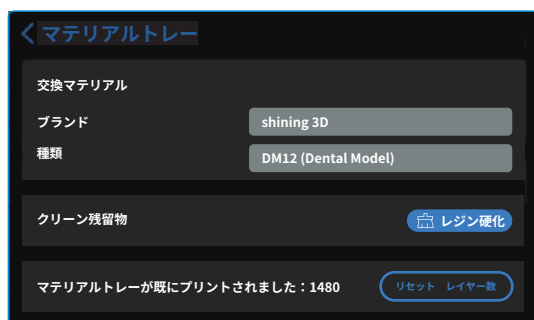 マテリアルトレー
交換マテリアル
ブランド shining 3D
種類 DM12 (Dental Model)
クリーン残留物 レジン硬化
マテリアルトレーが既にプリントされました：1480 リセット レイヤー数